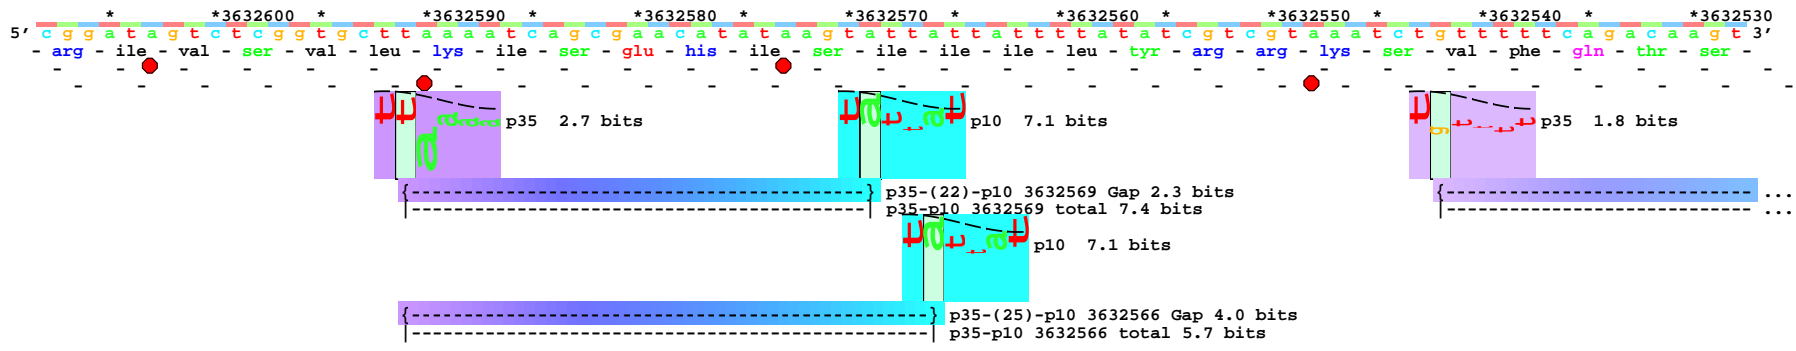 * *3632600 * *3632590 * *3632580 * *3632570 * *3632560 * *3632550 * *3632540 * *3632530
5' c g g a t a g t c t c g g t g c t t a a a a t c a g c g a a c a t a t a a g t a t t a t t a t t t t a t a t c g t c g t a a a t c t g t t t t t c a g a c a a g t 3'
- arg - ile - val - ser - val - leu - lys - ile - ser - glu - his - ile - ser - ile - ile - ile - leu - tyr - arg - arg - lys - ser - val - phe - gln - thr - ser -
t t a a a a p35 2.7 bits
t a t t a t p10 7.1 bits
t g t t t t p35 1.8 bits
{---------------------------------------------} p35-(22)-p10 3632569 Gap 2.3 bits
|---------------------------------------------| p35-p10 3632569 total 7.4 bits
{------------------------------ ...
|------------------------------ ...
t a t t a t p10 7.1 bits
{---------------------------------------------------} p35-(25)-p10 3632566 Gap 4.0 bits
|---------------------------------------------------| p35-p10 3632566 total 5.7 bits